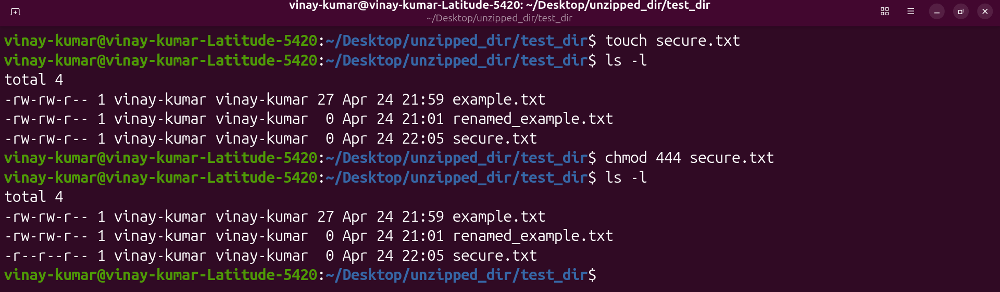 vinay-kumar@vinay-kumar-Latitude-5420: ~/Desktop/unzipped_dir/test_dir
~/Desktop/unzipped_dir/test_dir
vinay-kumar@vinay-kumar-Latitude-5420:~/Desktop/unzipped_dir/test_dir$ touch secure.txt
vinay-kumar@vinay-kumar-Latitude-5420:~/Desktop/unzipped_dir/test_dir$ ls -l
total 4
-rw-rw-r-- 1 vinay-kumar vinay-kumar 27 Apr 24 21:59 example.txt
-rw-rw-r-- 1 vinay-kumar vinay-kumar  0 Apr 24 21:01 renamed_example.txt
-rw-rw-r-- 1 vinay-kumar vinay-kumar  0 Apr 24 22:05 secure.txt
vinay-kumar@vinay-kumar-Latitude-5420:~/Desktop/unzipped_dir/test_dir$ chmod 444 secure.txt
vinay-kumar@vinay-kumar-Latitude-5420:~/Desktop/unzipped_dir/test_dir$ ls -l
total 4
-rw-rw-r-- 1 vinay-kumar vinay-kumar 27 Apr 24 21:59 example.txt
-rw-rw-r-- 1 vinay-kumar vinay-kumar  0 Apr 24 21:01 renamed_example.txt
-r--r--r-- 1 vinay-kumar vinay-kumar  0 Apr 24 22:05 secure.txt
vinay-kumar@vinay-kumar-Latitude-5420:~/Desktop/unzipped_dir/test_dir$